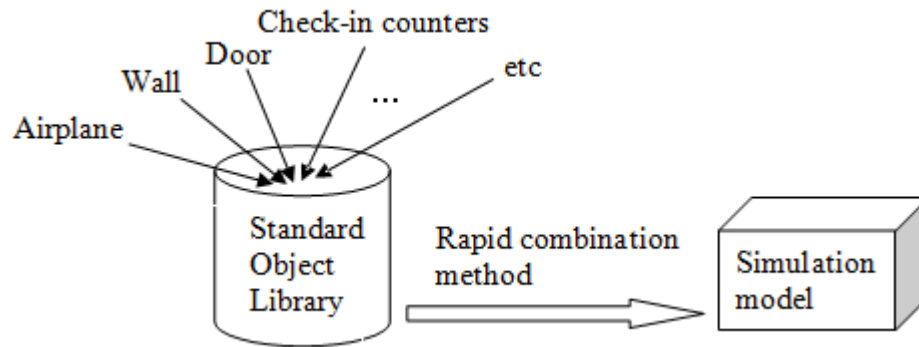 Check-in counters
Door
Wall
etc
...
Airplane
Standard
Object
Library
Rapid combination
method
Simulation
model